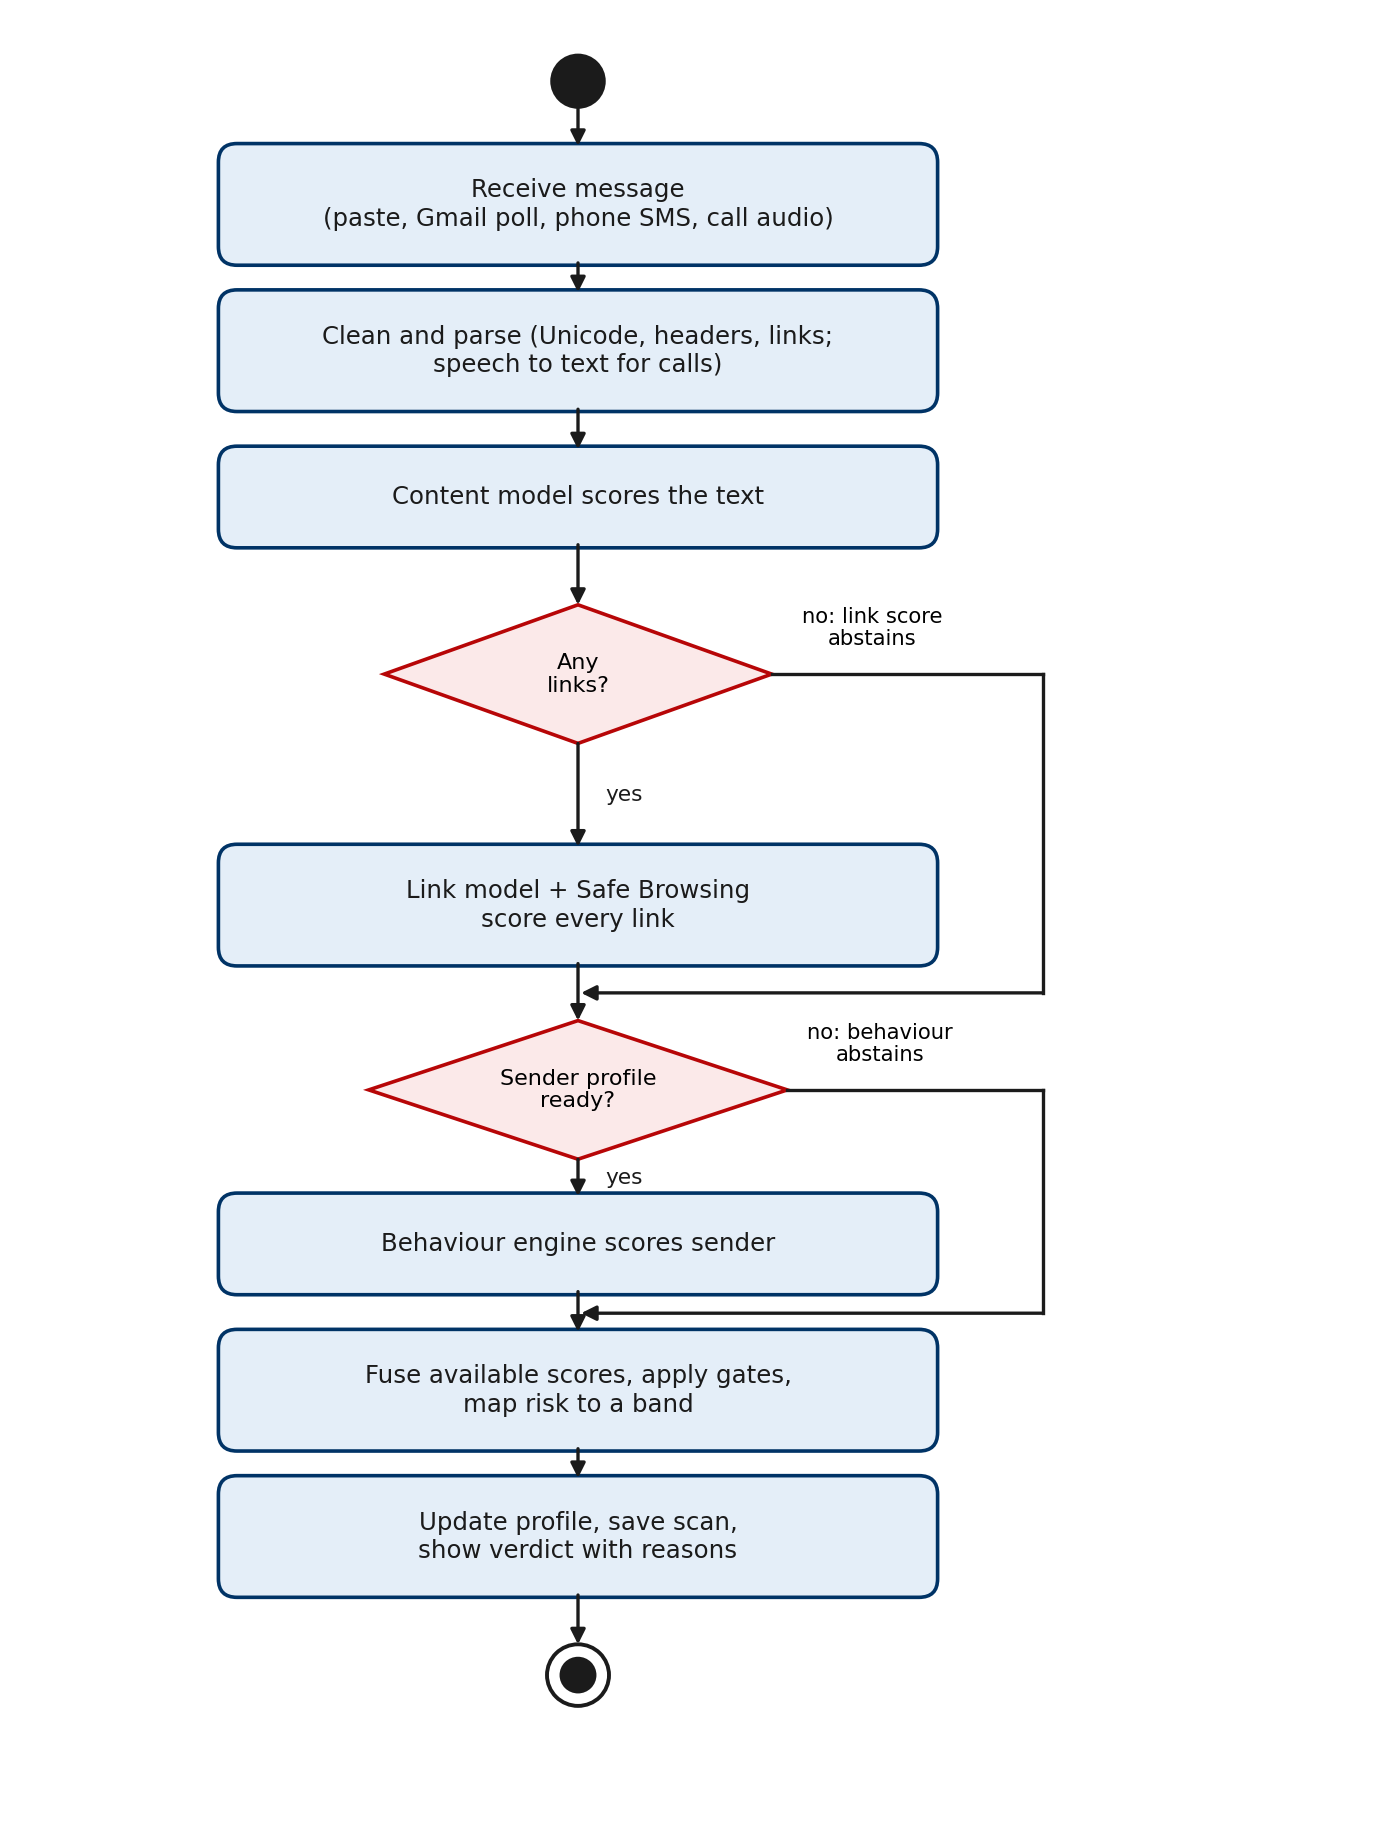 Receive message
(paste, Gmail poll, phone SMS, call audio)
Clean and parse (Unicode, headers, links;
speech to text for calls)
Content model scores the text
no: link score
abstains
Any
links?
yes
Link model + Safe Browsing
score every link
no: behaviour
abstains
Sender profile
ready?
yes
Behaviour engine scores sender
Fuse available scores, apply gates,
map risk to a band
Update profile, save scan,
show verdict with reasons